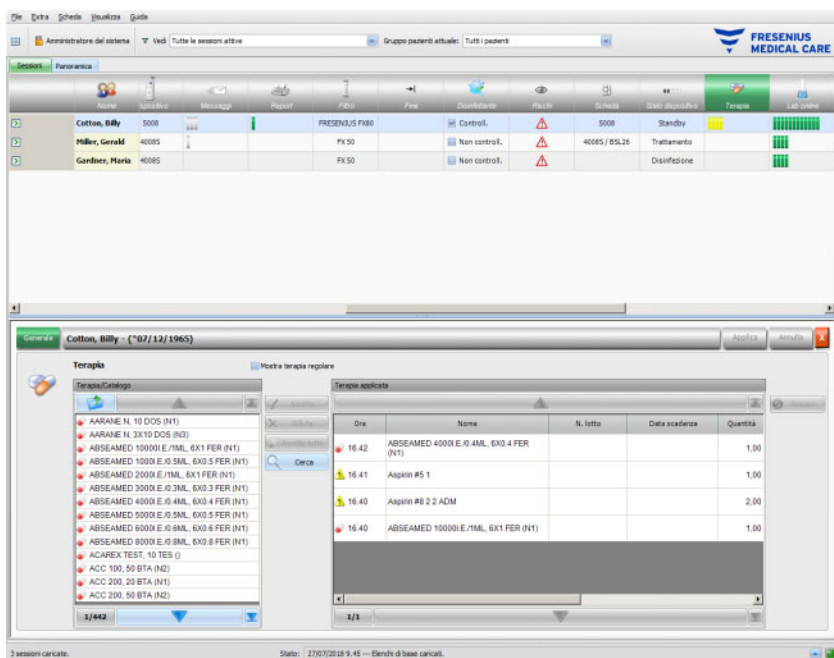 File Extra Schede Visualizza Guida
Amministratore del sistema Vedi Tutte le sessioni attive Gruppo pazienti attuale: Tutti i pazienti
FRESENIUS
MEDICAL CARE
Sessioni Panoramica
Nome Messaggi Report Filtro Fine Disinfettante Rischi Scheda Stato dispositivo Terapia Lab online
Cotton, Billy 5008 FRESENIUS FX80 Controll. 5008 Standby
Miller, Gerald 4008S FX 50 Non controll. 4008S / BSL26 Trattamento
Gardner, Maria 4008S FX 50 Non controll. Disinfezione
Generale Cotton, Billy - (*07/12/1965) Applica Annulla X
Terapia Mostra terapia regolare
Terapia/Catalogo Terapia applicata
Ore Nome N. lotto Data scadenza Quantità
AARANE N, 10 DOS (N1)
AARANE N, 3X10 DOS (N3)
ABSEAMED 10000I.E./1ML, 6X1 FER (N1)
ABSEAMED 1000I.E./0.5ML, 6X0.5 FER (N1)
ABSEAMED 2000I.E./1ML, 6X1 FER (N1)
ABSEAMED 3000I.E./0.3ML, 6X0.3 FER (N1)
ABSEAMED 4000I.E./0.4ML, 6X0.4 FER (N1)
ABSEAMED 5000I.E./0.5ML, 6X0.5 FER (N1)
ABSEAMED 6000I.E./0.6ML, 6X0.6 FER (N1)
ABSEAMED 8000I.E./0.8ML, 6X0.8 FER (N1)
ACAREX TEST, 10 TES ()
ACC 100, 50 BTA (N2)
ACC 200, 20 BTA (N1)
ACC 200, 50 BTA (N2)
1/442
Accetta
Rifiuta
Accetta tutto
Cerca
16.42 ABSEAMED 4000I.E./0.4ML, 6X0.4 FER (N1) 1,00
16.41 Aspirin #5 1 1,00
16.40 Aspirin #8 2 2 ADM 2,00
16.40 ABSEAMED 10000I.E./1ML, 6X1 FER (N1) 1,00
1/1
3 sessioni caricate. Stato: 27/07/2018 9.45 --- Elenchi di base caricati.